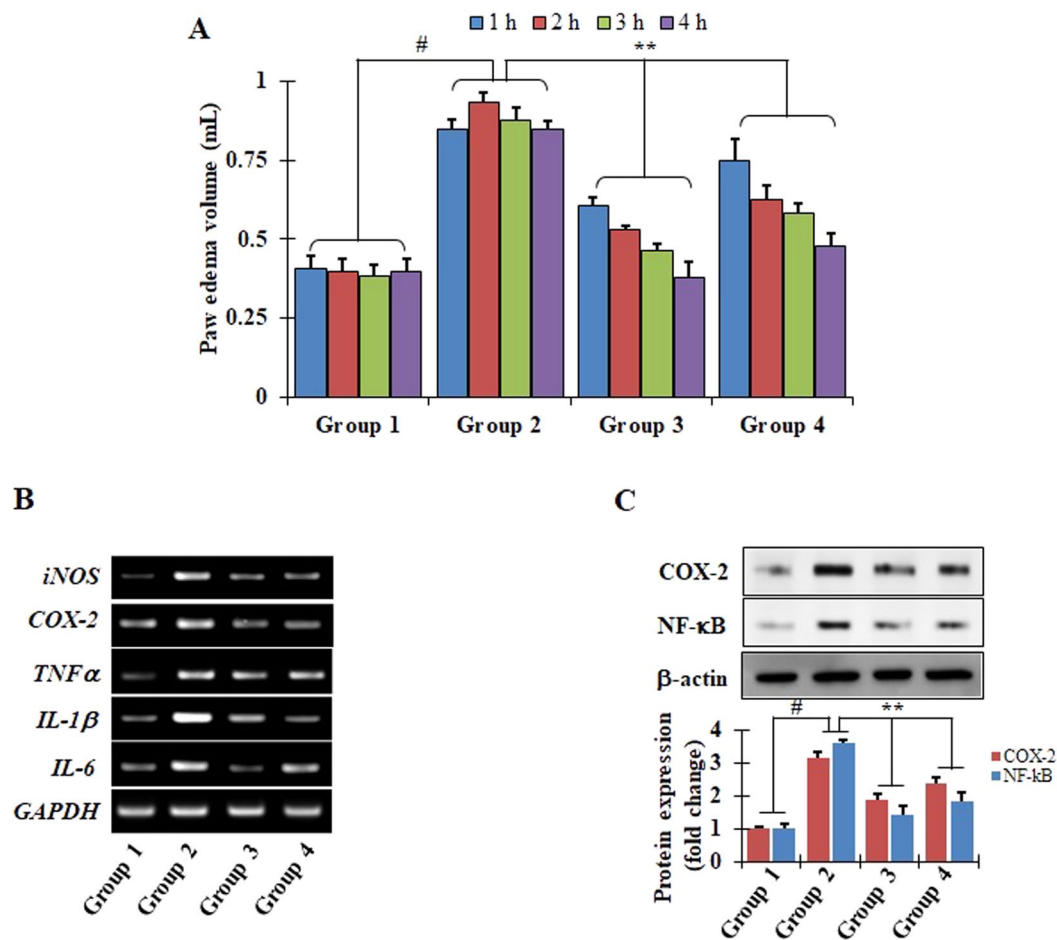 A
1 h 2 h 3 h 4 h
# **
Paw edema volume (mL)
1
0.75
0.5
0.25
0
Group 1 Group 2 Group 3 Group 4
B
iNOS
COX-2
TNFα
IL-1β
IL-6
GAPDH
Group 1 Group 2 Group 3 Group 4
C
COX-2
NF-κB
β-actin
# **
Protein expression
(fold change)
4
3
2
1
0
COX-2
NF-kB
Group 1 Group 2 Group 3 Group 4